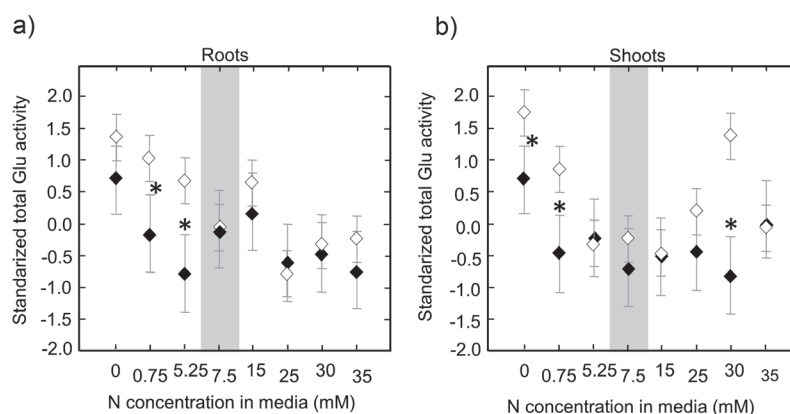 a)
Roots
Standardized total Glu activity
2.0
1.5
1.0
0.5
0.0
-0.5
-1.0
-1.5
2.0
*
*
0 0.75 5.25 7.5 15 25 30 35
N concentration in media (mM)
b)
Shoots
Standarized total Glu activity
2.0
1.5
1.0
0.5
0.0
-0.5
-1.0
-1.5
-2.0
*
*
*
0 0.75 5.25 7.5 15 25 30 35
N concentration in media (mM)